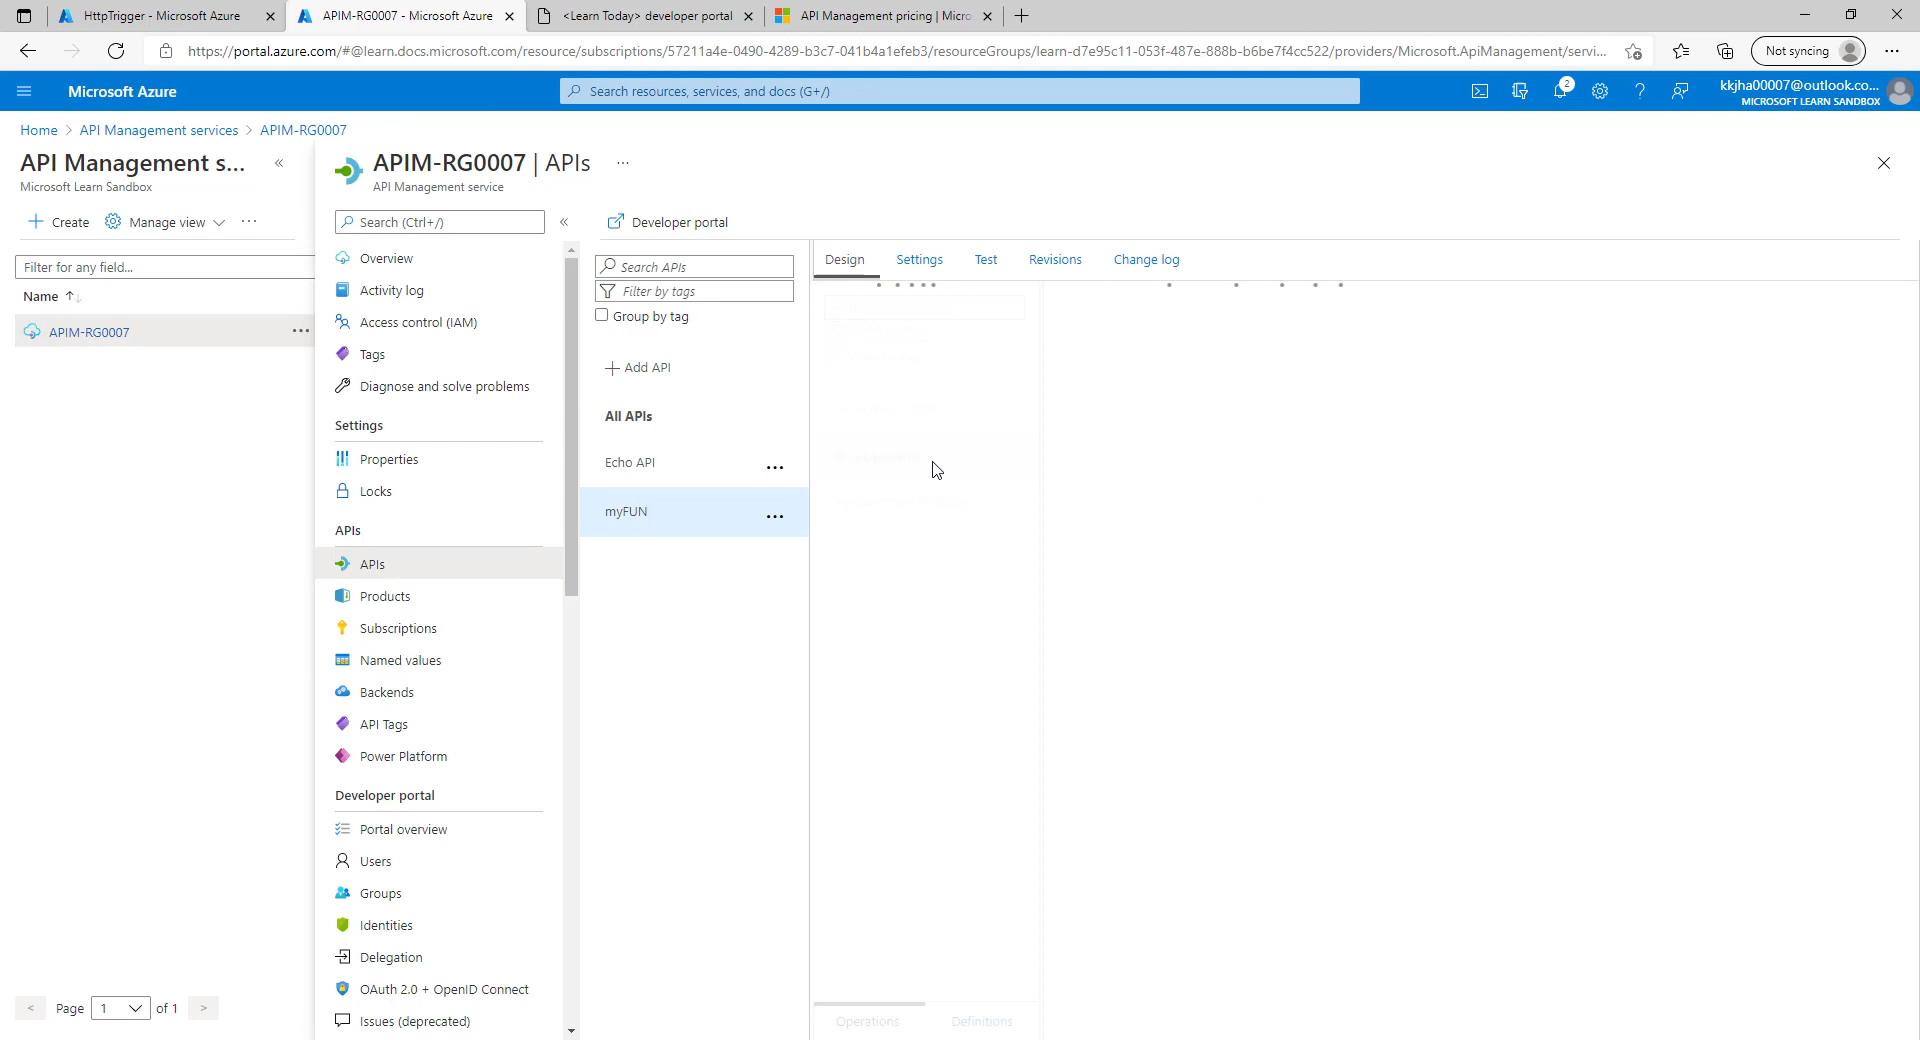 HttpTrigger - Microsoft Azure
APIM-RG0007 - Microsoft Azure
<Learn Today> developer portal
API Management pricing | Micro
https://portal.azure.com/#@learn.docs.microsoft.com/resource/subscriptions/57211a4e-0490-4289-b3c7-041b4a1efeb3/resourceGroups/learn-d7e95c11-053f-487e-888b-b6be7f4cc522/providers/Microsoft.ApiManagement/servi...
Not syncing
Microsoft Azure
Search resources, services, and docs (G+/)
2
kkjha00007@outlook.co...
MICROSOFT LEARN SANDBOX
Home > API Management services > APIM-RG0007
API Management s...
Microsoft Learn Sandbox
APIM-RG0007 | APIs
API Management service
Create
Manage view
Filter for any field...
Name
APIM-RG0007
Page 1 of 1
Search (Ctrl+/)
Overview
Activity log
Access control (IAM)
Tags
Diagnose and solve problems
Settings
Properties
Locks
APIs
APIs
Products
Subscriptions
Named values
Backends
API Tags
Power Platform
Developer portal
Portal overview
Users
Groups
Identities
Delegation
OAuth 2.0 + OpenID Connect
Issues (deprecated)
Developer portal
Search APIs
Filter by tags
Group by tag
Add API
All APIs
Echo API
myFUN
Design
Settings
Test
Revisions
Change log
Operations
Definitions